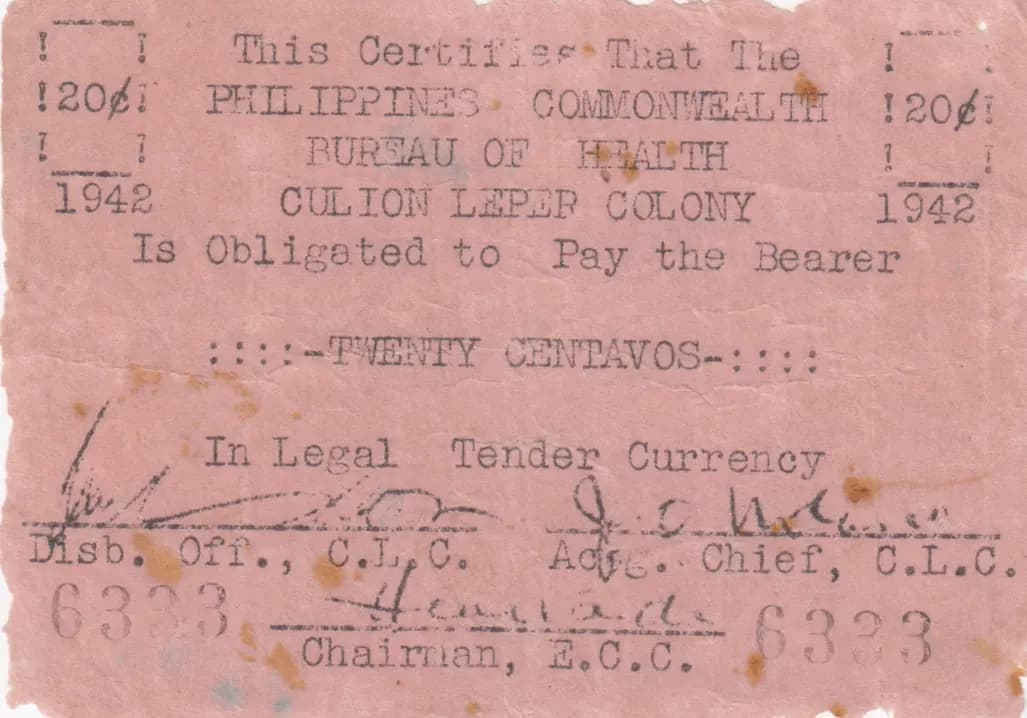 This Certifies That The
!20¢! PHILIPPINES COMMONWEALTH !20¢!
BUREAU OF HEALTH
1942 CULION LEPER COLONY 1942
Is Obligated to Pay the Bearer
::::-TWENTY CENTAVOS-::::
In Legal Tender Currency
Disb. Off., C.L.C. Actg. Chief, C.L.C.
6333 6333
Chairman, E.C.C.